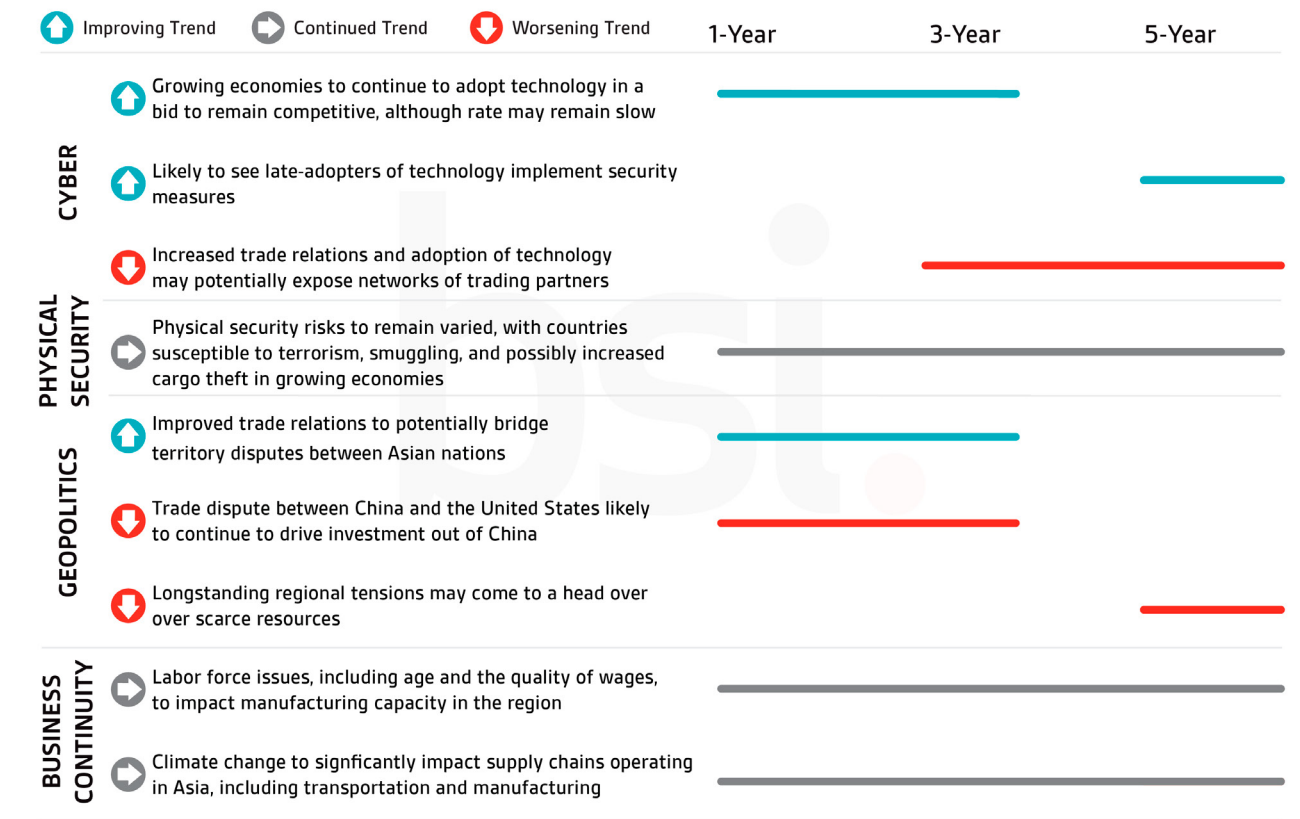 Improving Trend
Continued Trend
Worsening Trend
1-Year
3-Year
5-Year
CYBER
Growing economies to continue to adopt technology in a
bid to remain competitive, although rate may remain slow
Likely to see late-adopters of technology implement security
measures
Increased trade relations and adoption of technology
may potentially expose networks of trading partners
PHYSICAL
SECURITY
Physical security risks to remain varied, with countries
susceptible to terrorism, smuggling, and possibly increased
cargo theft in growing economies
GEOPOLITICS
Improved trade relations to potentially bridge
territory disputes between Asian nations
Trade dispute between China and the United States likely
to continue to drive investment out of China
Longstanding regional tensions may come to a head over
over scarce resources
BUSINESS
CONTINUITY
Labor force issues, including age and the quality of wages,
to impact manufacturing capacity in the region
Climate change to signficantly impact supply chains operating
in Asia, including transportation and manufacturing
bsi.